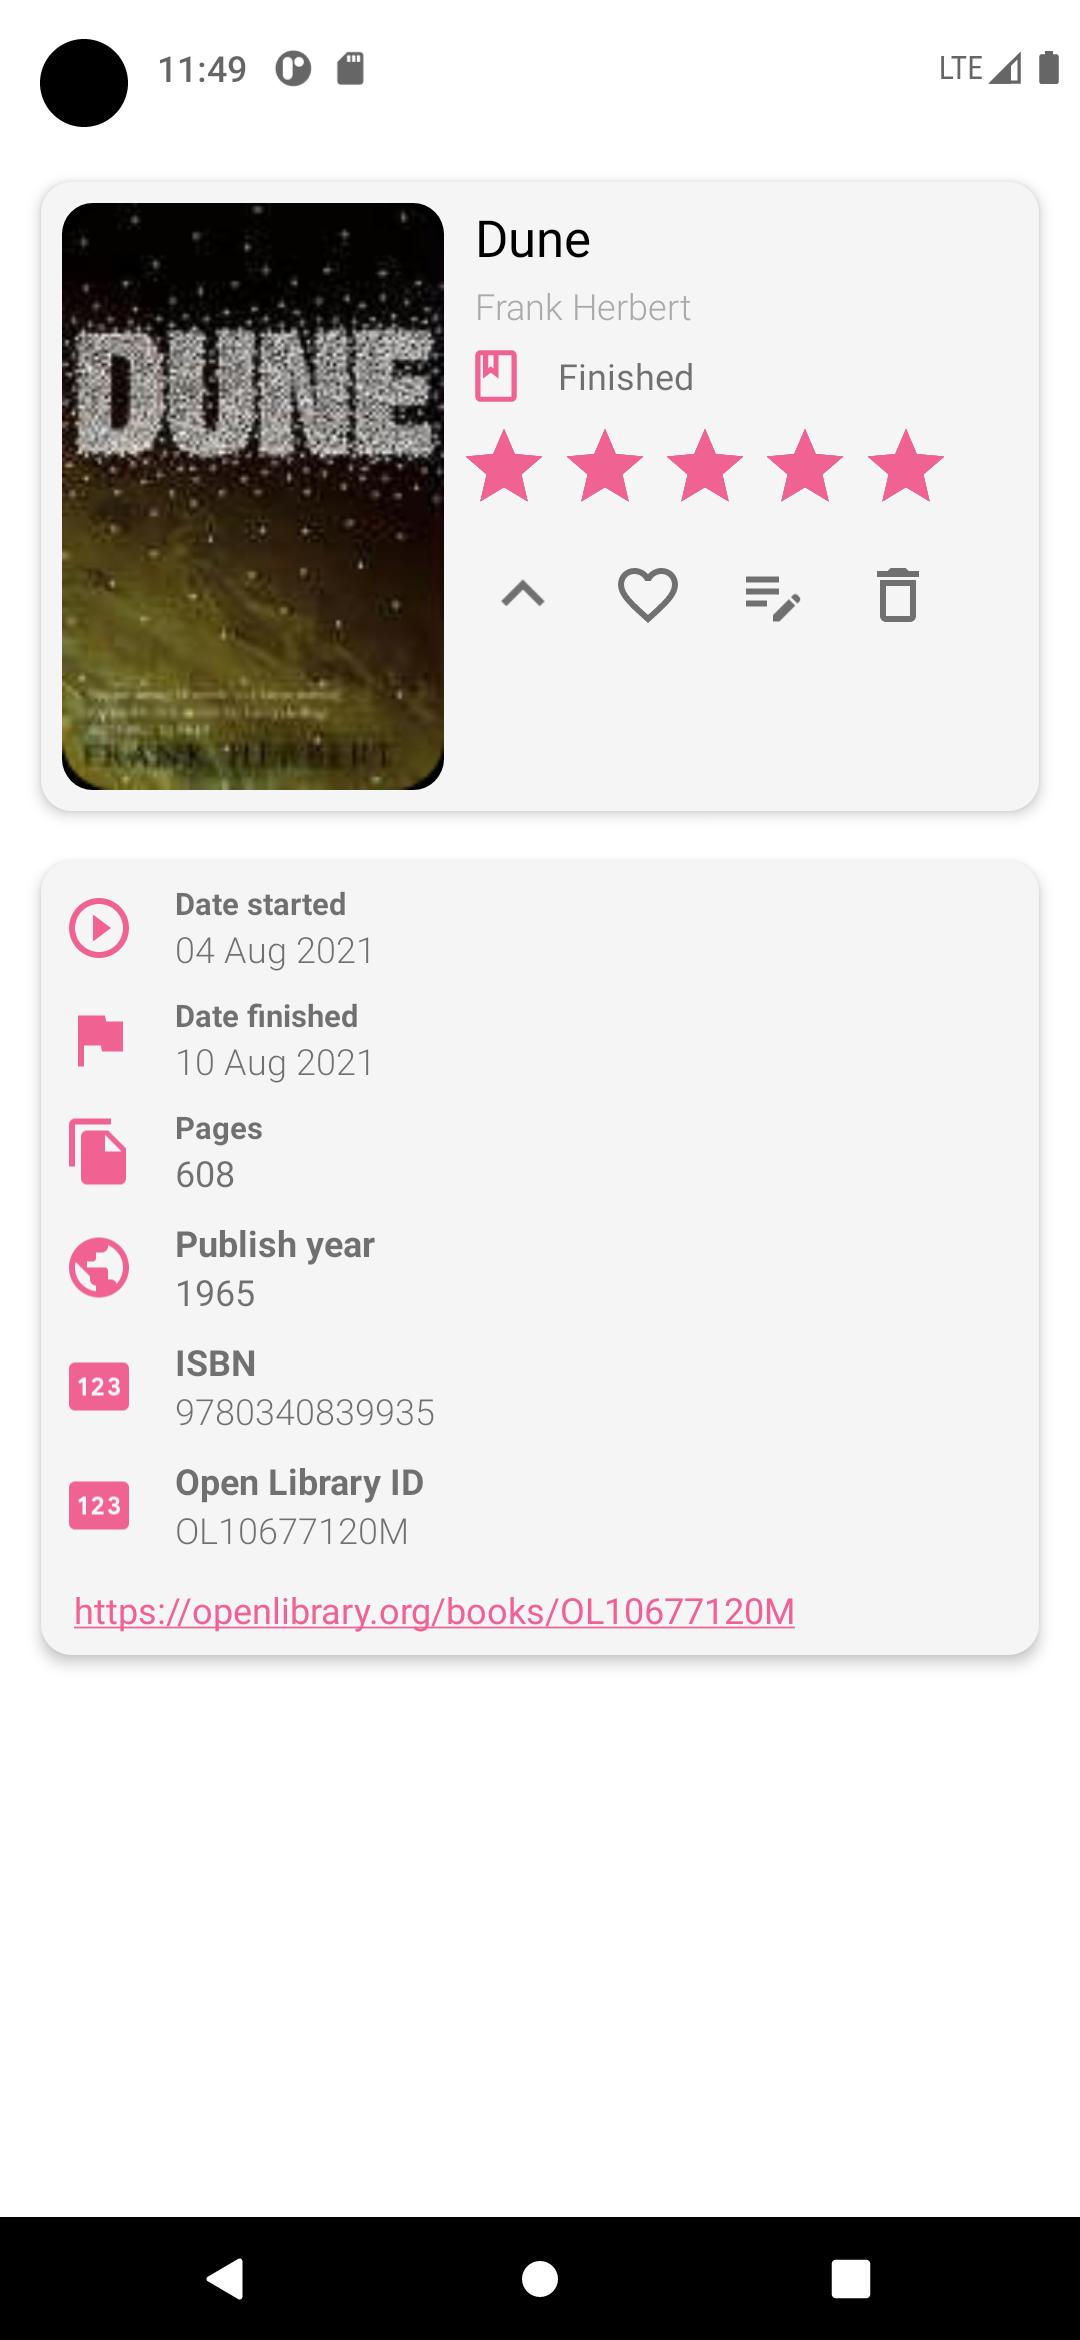 11:49
LTE
DUNE
FRANK HERBERT
Dune
Frank Herbert
Finished
Date started
04 Aug 2021
Date finished
10 Aug 2021
Pages
608
Publish year
1965
123
ISBN
9780340839935
123
Open Library ID
OL10677120M
https://openlibrary.org/books/OL10677120M